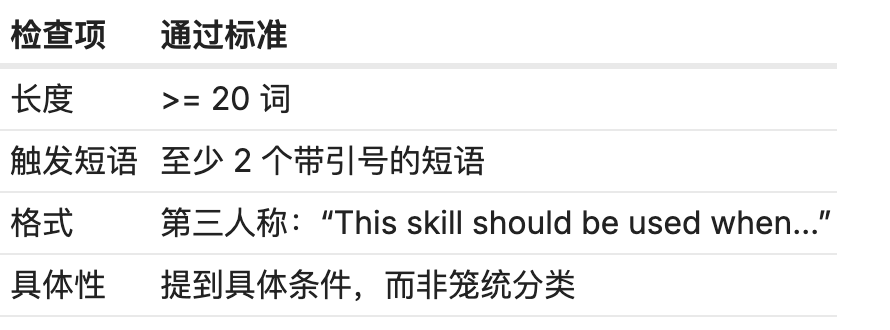 检查项 通过标准
长度 >= 20 词
触发短语 至少 2 个带引号的短语
格式 第三人称：“This skill should be used when...”
具体性 提到具体条件，而非笼统分类